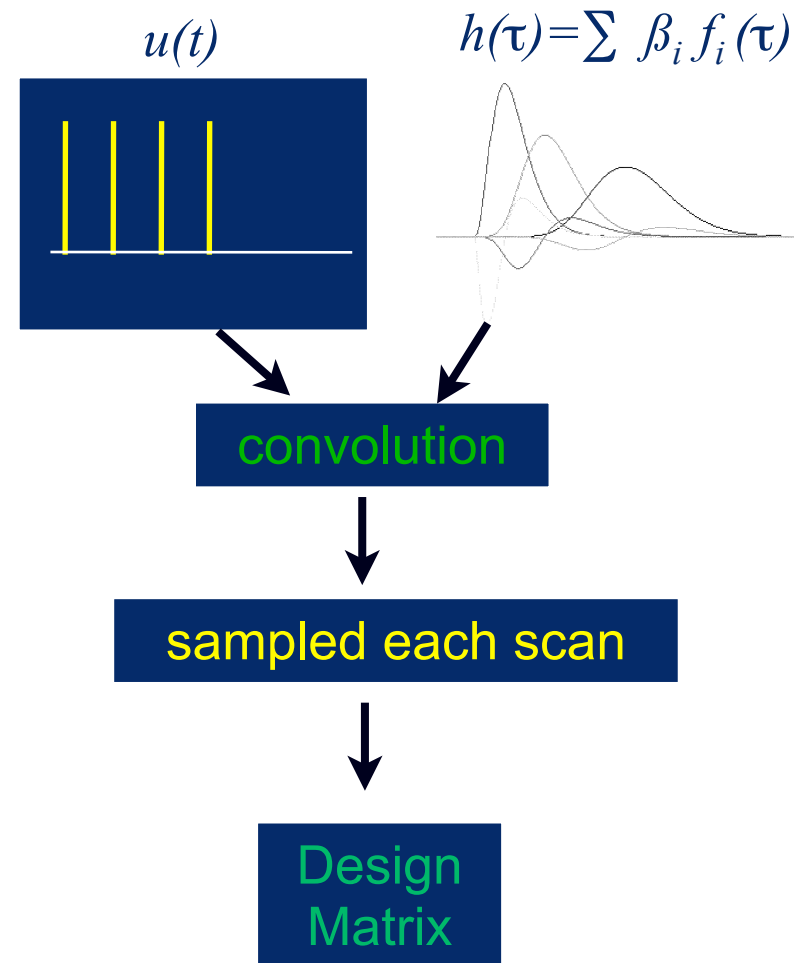 u(t)
h(τ)=∑ βᵢ fᵢ(τ)
convolution
sampled each scan
Design
Matrix